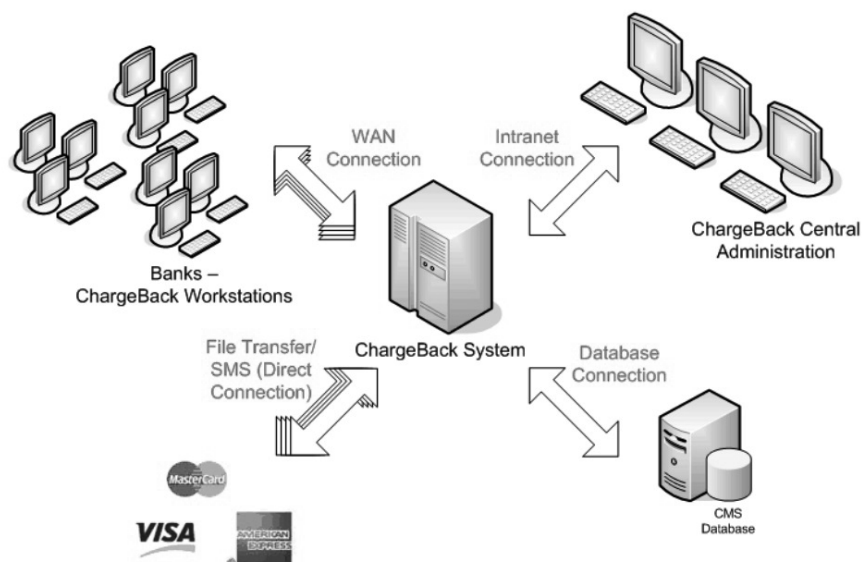 WAN
Connection
Intranet
Connection
Banks –
ChargeBack Workstations
ChargeBack Central
Administration
File Transfer/
SMS (Direct
Connection)
ChargeBack System
Database
Connection
MasterCard
VISA
AMERICAN
EXPRESS
CMS
Database